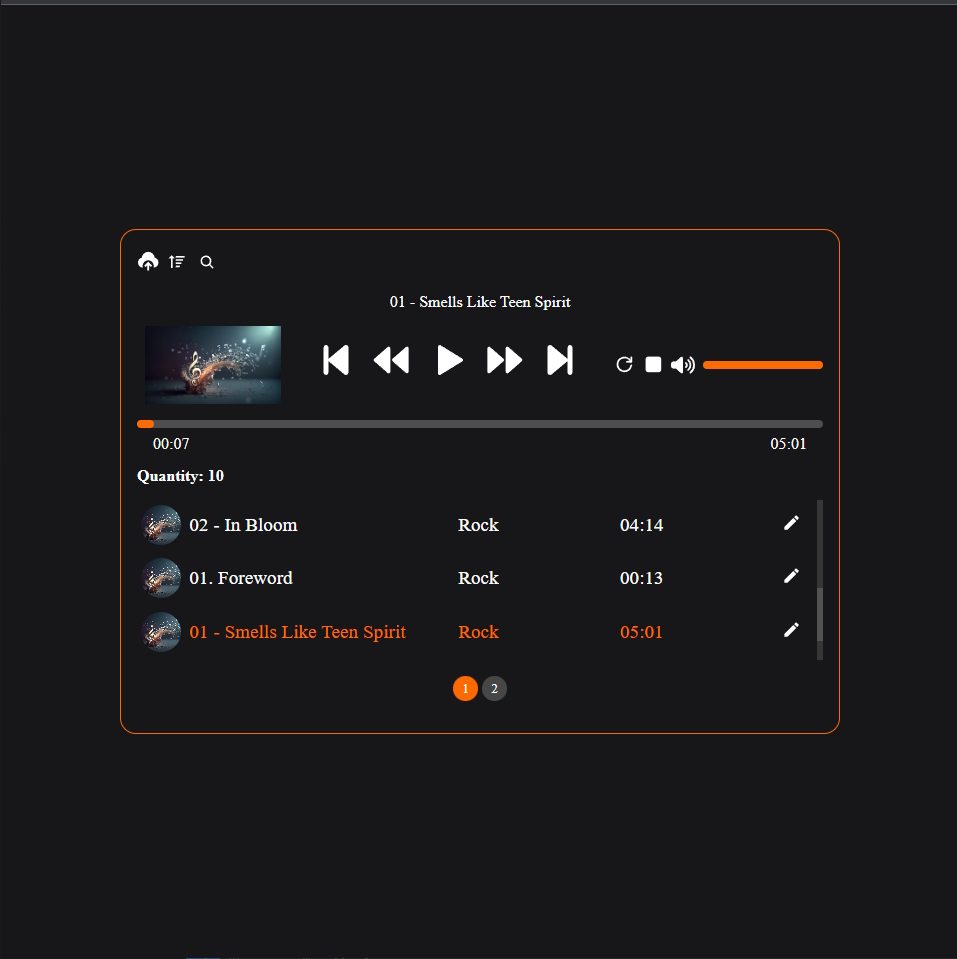 01 - Smells Like Teen Spirit
00:07 05:01
Quantity: 10
02 - In Bloom Rock 04:14
01. Foreword Rock 00:13
01 - Smells Like Teen Spirit Rock 05:01
1 2